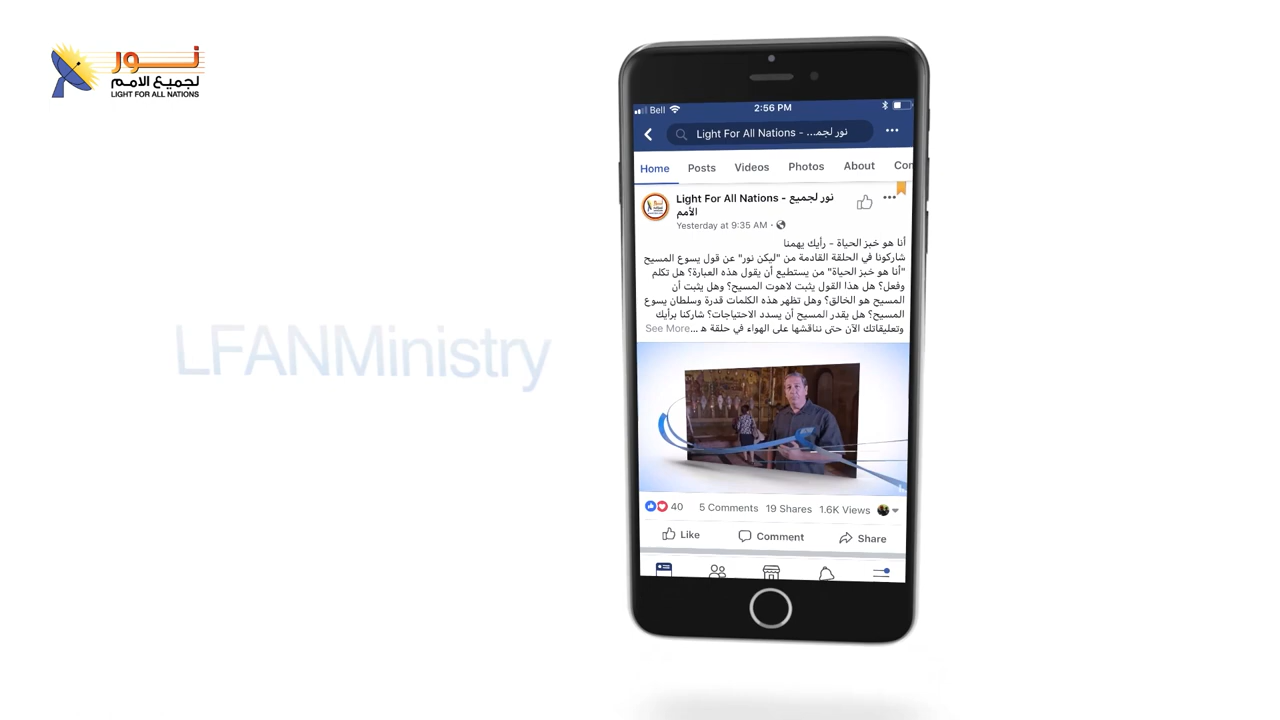 نور
لجميع الامم
LIGHT FOR ALL NATIONS
LFANMinistry
Bell
2:56 PM
Light For All Nations - ...نور لجمي
Home Posts Videos Photos About Con
Light For All Nations - نور لجميع
الأمم
Yesterday at 9:35 AM
أنا هو خبز الحياة - رأيك يهمنا
شاركونا في الحلقة القادمة من "ليكن نور" عن قول يسوع المسيح
"أنا هو خبز الحياة" من يستطيع أن يقول هذه العبارة؟ هل تكلم
وفعل؟ هل هذا القول يثبت لاهوت المسيح؟ وهل يثبت أن
المسيح هو الخالق؟ وهل تظهر هذه الكلمات قدرة وسلطان يسوع
المسيح؟ هل يقدر المسيح أن يسدد الاحتياجات؟ شاركنا برأيك
وتعليقاتك الآن حتى نناقشها على الهواء في حلقة ه ... See More
40 5 Comments 19 Shares 1.6K Views
Like Comment Share